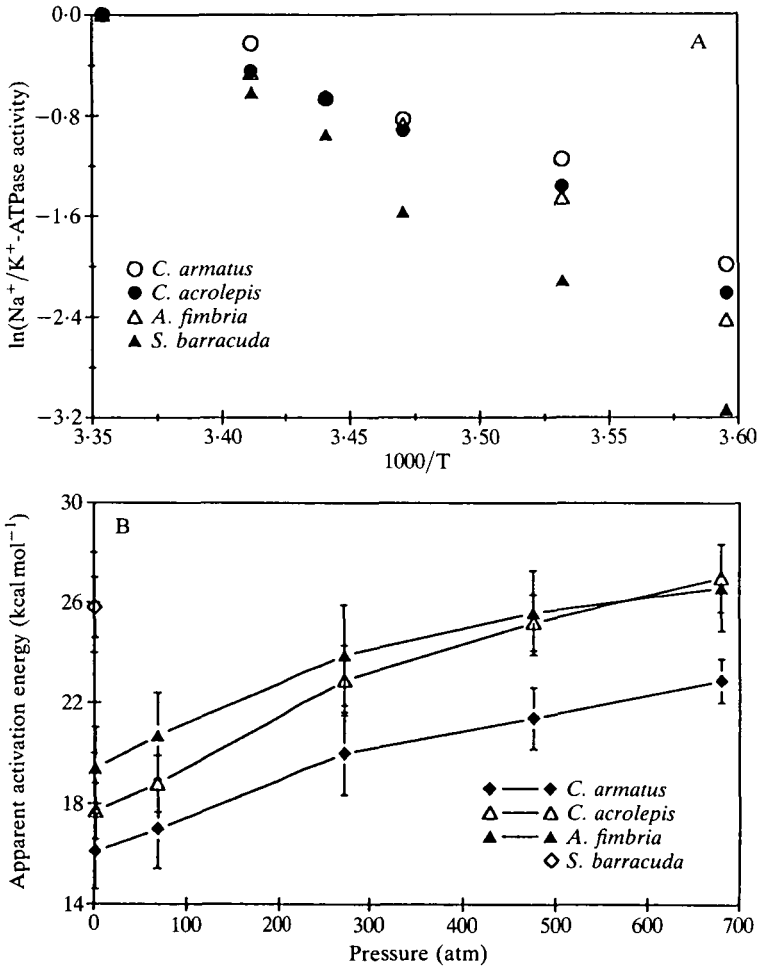 A
0·0
−0·8
−1·6
−2·4
−3·2
ln(Na⁺/K⁺-ATPase activity)
C. armatus
C. acrolepis
A. fimbria
S. barracuda
3·35
3·40
3·45
3·50
3·55
3·60
1000/T
B
30
26
22
18
14
Apparent activation energy (kcal mol⁻¹)
C. armatus
C. acrolepis
A. fimbria
S. barracuda
0
100
200
300
400
500
600
700
Pressure (atm)